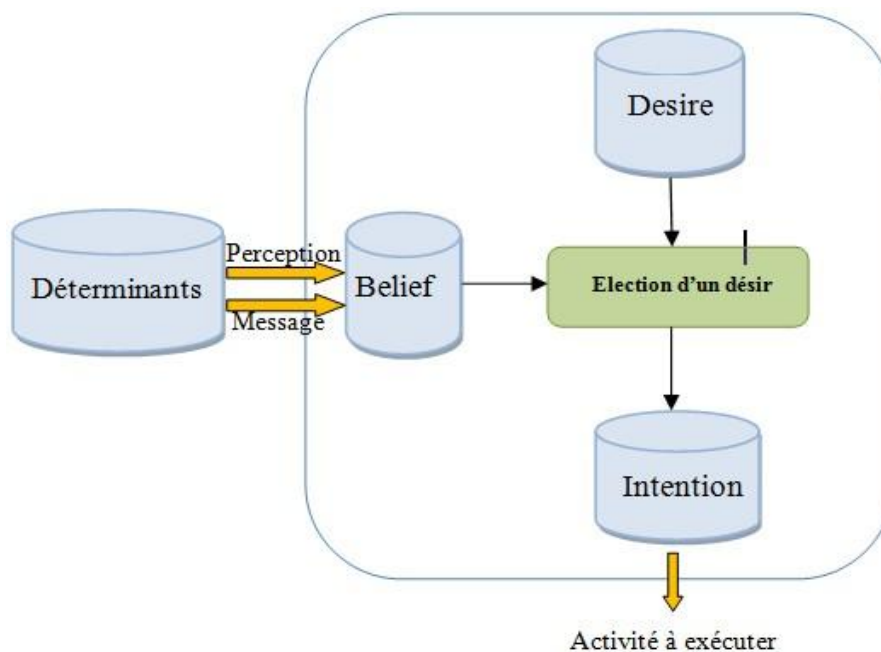 Desire
Perception
Déterminants
Belief
Election d'un désir
Message
Intention
Activité à exécuter